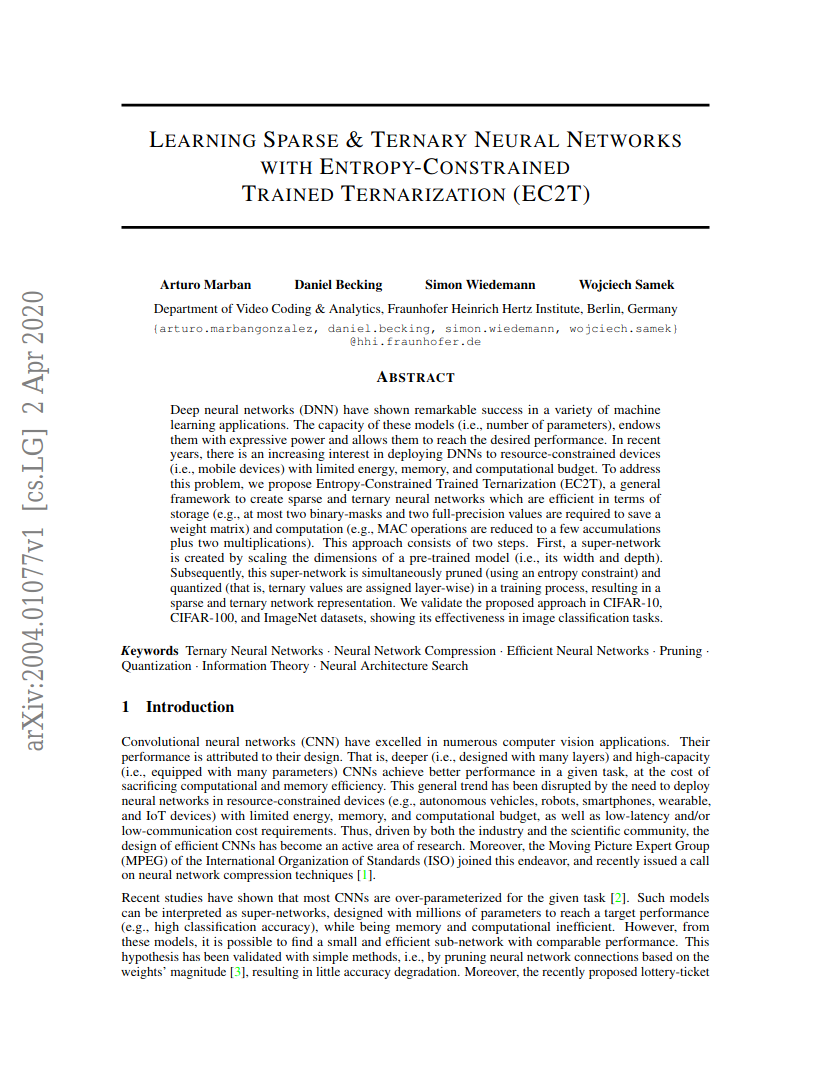 LEARNING SPARSE & TERNARY NEURAL NETWORKS
WITH ENTROPY-CONSTRAINED
TRAINED TERNARIZATION (EC2T)
Arturo Marban Daniel Becking Simon Wiedemann Wojciech Samek
Department of Video Coding & Analytics, Fraunhofer Heinrich Hertz Institute, Berlin, Germany
{arturo.marbangonzalez, daniel.becking, simon.wiedemann, wojciech.samek}
@hhi.fraunhofer.de
ABSTRACT
Deep neural networks (DNN) have shown remarkable success in a variety of machine
learning applications. The capacity of these models (i.e., number of parameters), endows
them with expressive power and allows them to reach the desired performance. In recent
years, there is an increasing interest in deploying DNNs to resource-constrained devices
(i.e., mobile devices) with limited energy, memory, and computational budget. To address
this problem, we propose Entropy-Constrained Trained Ternarization (EC2T), a general
framework to create sparse and ternary neural networks which are efficient in terms of
storage (e.g., at most two binary-masks and two full-precision values are required to save a
weight matrix) and computation (e.g., MAC operations are reduced to a few accumulations
plus two multiplications). This approach consists of two steps. First, a super-network
is created by scaling the dimensions of a pre-trained model (i.e., its width and depth).
Subsequently, this super-network is simultaneously pruned (using an entropy constraint) and
quantized (that is, ternary values are assigned layer-wise) in a training process, resulting in a
sparse and ternary network representation. We validate the proposed approach in CIFAR-10,
CIFAR-100, and ImageNet datasets, showing its effectiveness in image classification tasks.
Keywords Ternary Neural Networks · Neural Network Compression · Efficient Neural Networks · Pruning ·
Quantization · Information Theory · Neural Architecture Search
1 Introduction
Convolutional neural networks (CNN) have excelled in numerous computer vision applications. Their
performance is attributed to their design. That is, deeper (i.e., designed with many layers) and high-capacity
(i.e., equipped with many parameters) CNNs achieve better performance in a given task, at the cost of
sacrificing computational and memory efficiency. This general trend has been disrupted by the need to deploy
neural networks in resource-constrained devices (e.g., autonomous vehicles, robots, smartphones, wearable,
and IoT devices) with limited energy, memory, and computational budget, as well as low-latency and/or
low-communication cost requirements. Thus, driven by both the industry and the scientific community, the
design of efficient CNNs has become an active area of research. Moreover, the Moving Picture Expert Group
(MPEG) of the International Organization of Standards (ISO) joined this endeavor, and recently issued a call
on neural network compression techniques [1].
Recent studies have shown that most CNNs are over-parameterized for the given task [2]. Such models
can be interpreted as super-networks, designed with millions of parameters to reach a target performance
(e.g., high classification accuracy), while being memory and computational inefficient. However, from
these models, it is possible to find a small and efficient sub-network with comparable performance. This
hypothesis has been validated with simple methods, i.e., by pruning neural network connections based on the
weights' magnitude [3], resulting in little accuracy degradation. Moreover, the recently proposed lottery-ticket
arXiv:2004.01077v1 [cs.LG] 2 Apr 2020